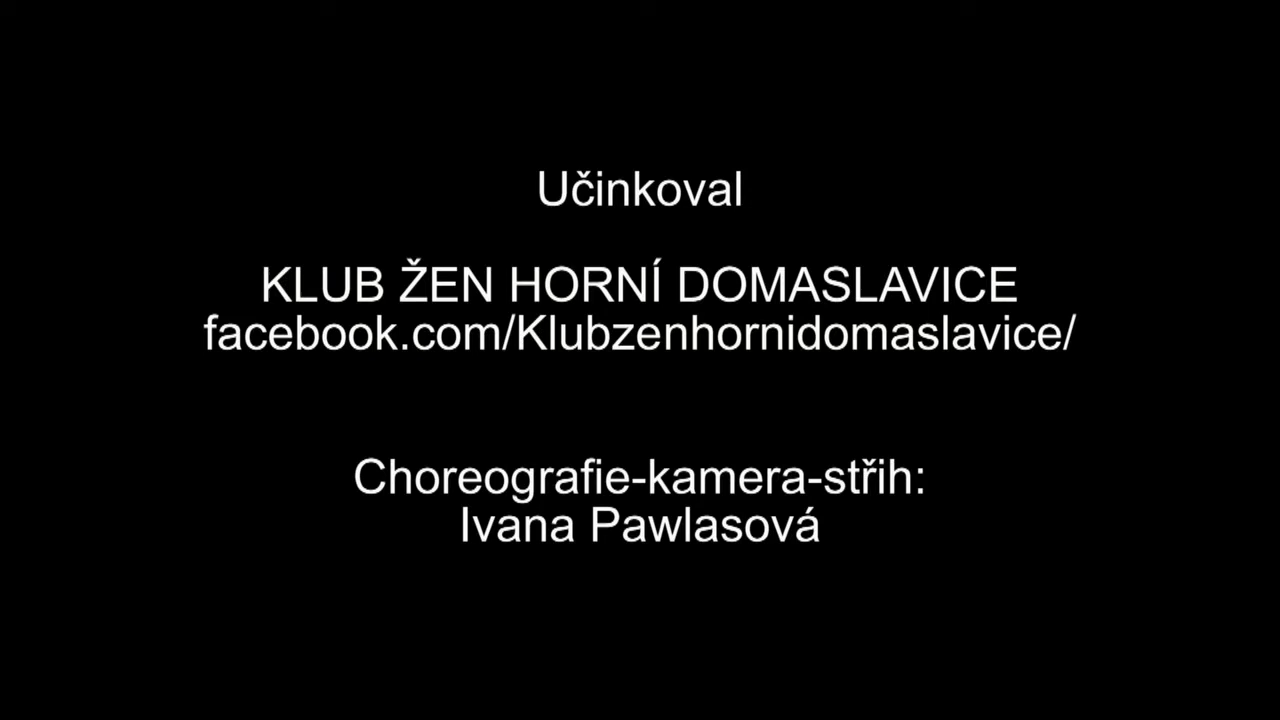 Učinkoval
KLUB ŽEN HORNÍ DOMASLAVICE
facebook.com/Klubzenhornidomaslavice/
Choreografie-kamera-střih:
Ivana Pawlasová